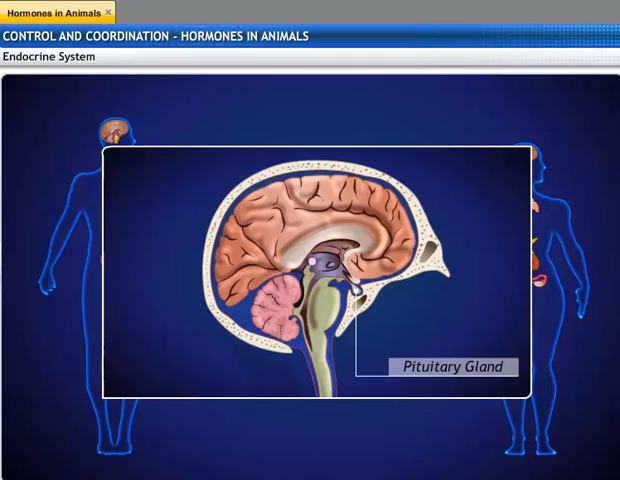 Hormones in Animals
CONTROL AND COORDINATION - HORMONES IN ANIMALS
Endocrine System
Pituitary Gland